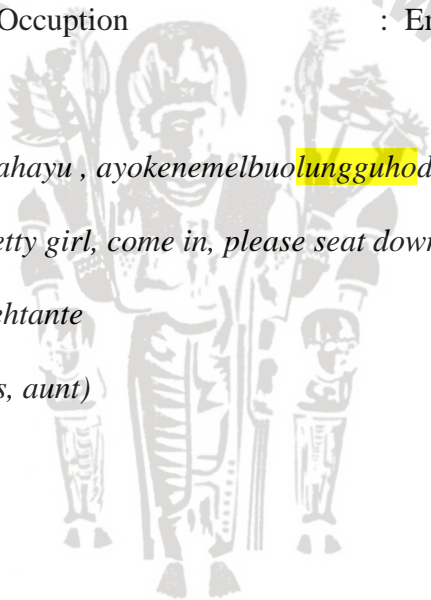 Occuption : En
ahayu , ayokenemelbuolungguhod
etty girl, come in, please seat down
ehtante
s, aunt)